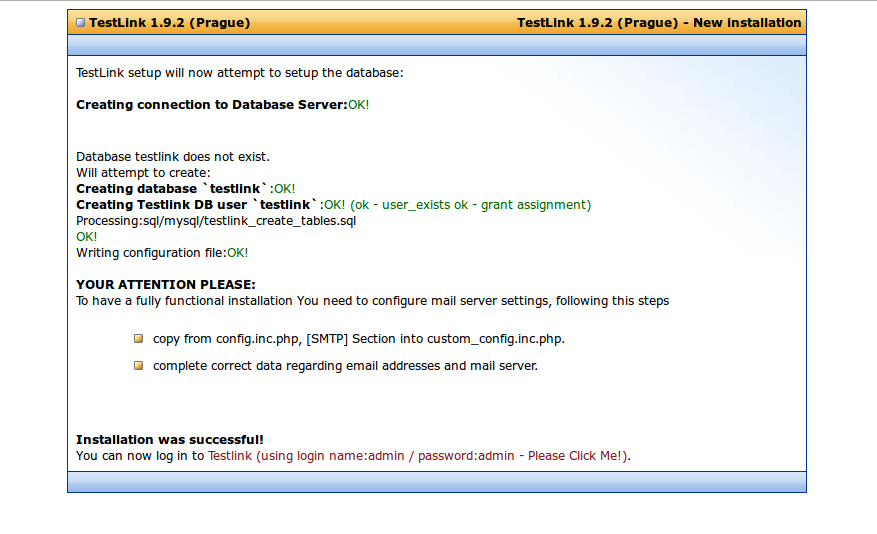 TestLink 1.9.2 (Prague)
TestLink 1.9.2 (Prague) - New installation
TestLink setup will now attempt to setup the database:
Creating connection to Database Server:OK!
Database testlink does not exist.
Will attempt to create:
Creating database `testlink`:OK!
Creating Testlink DB user `testlink`:OK! (ok - user_exists ok - grant assignment)
Processing:sql/mysql/testlink_create_tables.sql
OK!
Writing configuration file:OK!
YOUR ATTENTION PLEASE:
To have a fully functional installation You need to configure mail server settings, following this steps
copy from config.inc.php, [SMTP] Section into custom_config.inc.php.
complete correct data regarding email addresses and mail server.
Installation was successful!
You can now log in to Testlink (using login name:admin / password:admin - Please Click Me!).